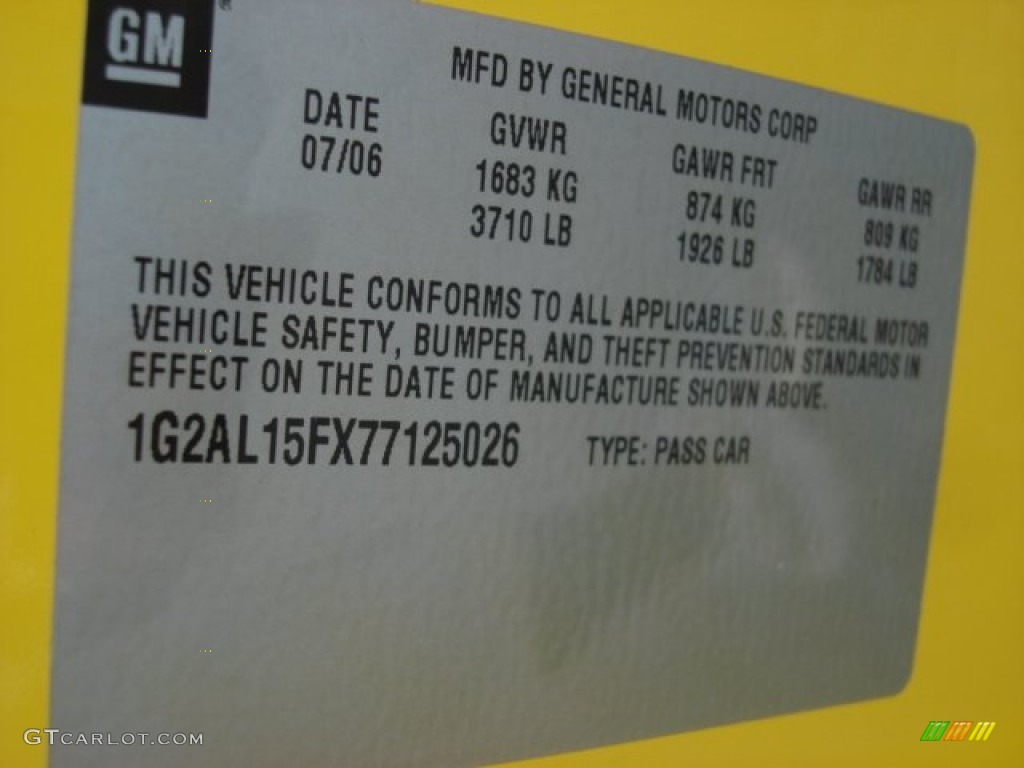 GM
®
MFD BY GENERAL MOTORS CORP
DATE GVWR GAWR FRT GAWR RR
07/06 1683 KG 874 KG 809 KG
3710 LB 1926 LB 1784 LB
THIS VEHICLE CONFORMS TO ALL APPLICABLE U.S. FEDERAL MOTOR
VEHICLE SAFETY, BUMPER, AND THEFT PREVENTION STANDARDS IN
EFFECT ON THE DATE OF MANUFACTURE SHOWN ABOVE.
1G2AL15FX77125026 TYPE: PASS CAR
GTCARLOT.COM